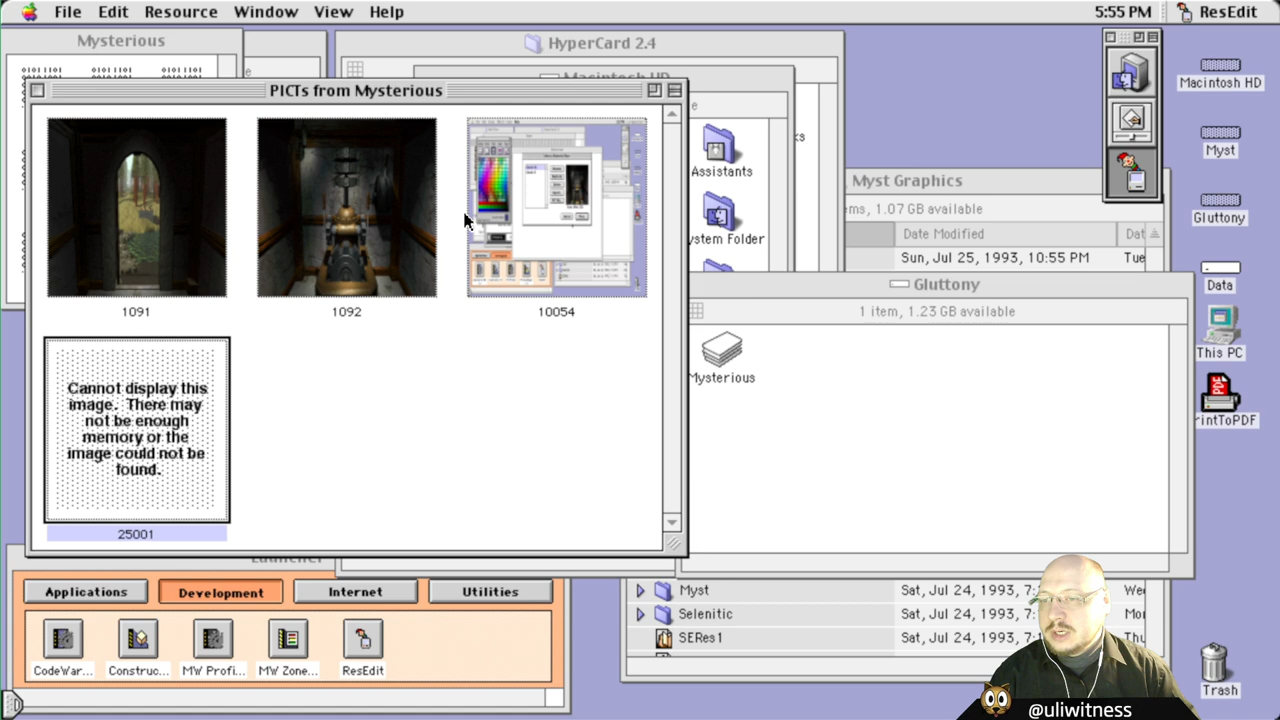 File Edit Resource Window View Help
5:55 PM ResEdit
Mysterious
HyperCard 2.4
Macintosh HD
PICTs from Mysterious
1091
1092
10054
Cannot display this
image. There may
not be enough
memory or the
image could not be
found.
25001
Assistants
ystem Folder
Myst Graphics
ems, 1.07 GB available
Date Modified
Dat
Sun, Jul 25, 1993, 10:55 PM
Tue
Gluttony
1 item, 1.23 GB available
Mysterious
Myst
Sat, Jul 24, 1993, 7:
Selenitic
Sat, Jul 24, 1993, 7:
SERes1
Sat, Jul 24, 1993, 7:
Launcher
Applications
Development
Internet
Utilities
CodeWar...
Construc...
MW Profi...
MW Zone...
ResEdit
Macintosh HD
Myst
Gluttony
Data
This PC
PDF
rintToPDF
Trash
@uliwitness